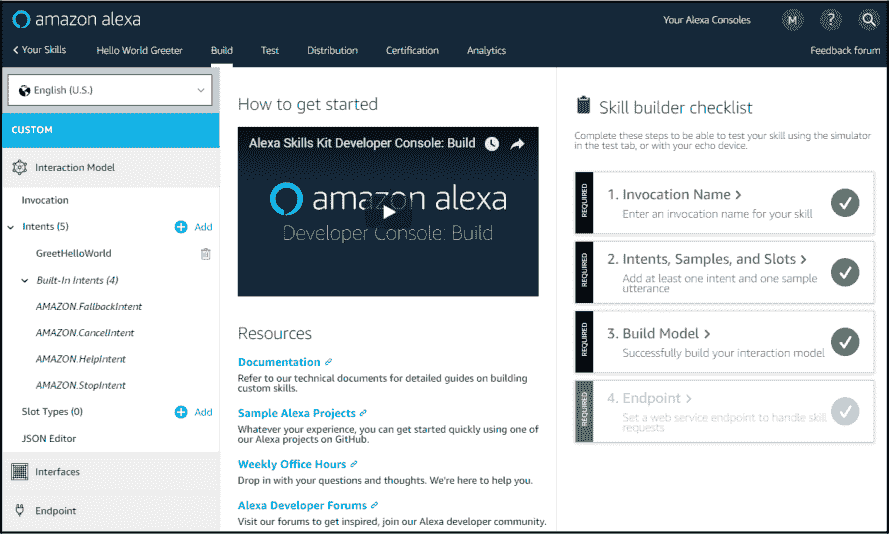 amazon alexa
Your Alexa Consoles
M
?
< Your Skills
Hello World Greeter
Build
Test
Distribution
Certification
Analytics
Feedback forum
English (U.S.)
CUSTOM
Interaction Model
Invocation
Intents (5)
Add
GreetHelloWorld
Built-In Intents (4)
AMAZON.FallbackIntent
AMAZON.CancelIntent
AMAZON.HelpIntent
AMAZON.StopIntent
Slot Types (0)
Add
JSON Editor
Interfaces
Endpoint
How to get started
Alexa Skills Kit Developer Console: Build
amazon alexa
Developer Console: Build
Resources
Documentation
Refer to our technical documents for detailed guides on building
custom skills.
Sample Alexa Projects
Whatever your experience, you can get started quickly using one of
our Alexa projects on GitHub.
Weekly Office Hours
Drop in with your questions and thoughts. We're here to help you.
Alexa Developer Forums
Visit our forums to get inspired, join our Alexa developer community.
Skill builder checklist
Complete these steps to be able to test your skill using the simulator
in the test tab, or with your echo device.
REQUIRED
1. Invocation Name >
Enter an invocation name for your skill
REQUIRED
2. Intents, Samples, and Slots >
Add at least one intent and one sample
utterance
REQUIRED
3. Build Model >
Successfully build your interaction model
REQUIRED
4. Endpoint >
Set a web service endpoint to handle skill
requests